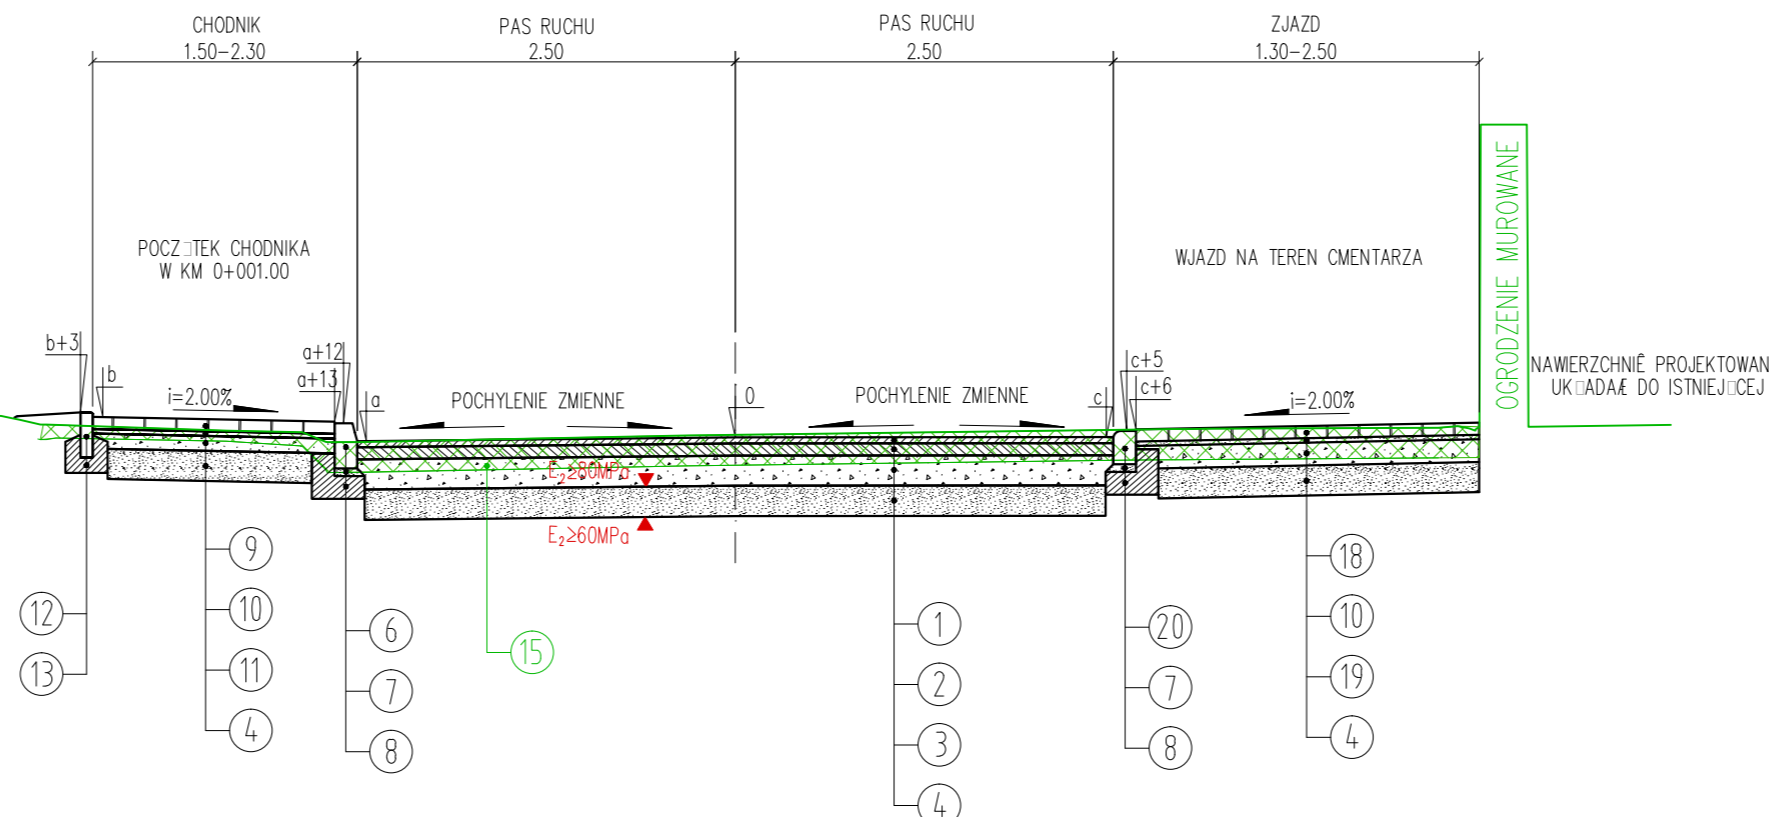 CHODNIK
1.50-2.30
PAS RUCHU
2.50
PAS RUCHU
2.50
ZJAZD
1.30-2.50
POCZ□TEK CHODNIKA
W KM 0+001.00
WJAZD NA TEREN CMENTARZA
OGRODZENIE MUROWANE
NAWIERZCHNIÊ PROJEKTOWAN
UK□ADAÆ DO ISTNIEJ□CEJ
b+3
b
i=2.00%
a+12
a+13
a
POCHYLENIE ZMIENNE
0
POCHYLENIE ZMIENNE
c
c+5
c+6
i=2.00%
E₂≥80MPa
E₂≥60MPa
12
13
9
10
11
4
6
7
8
15
1
2
3
4
20
7
8
18
10
19
4